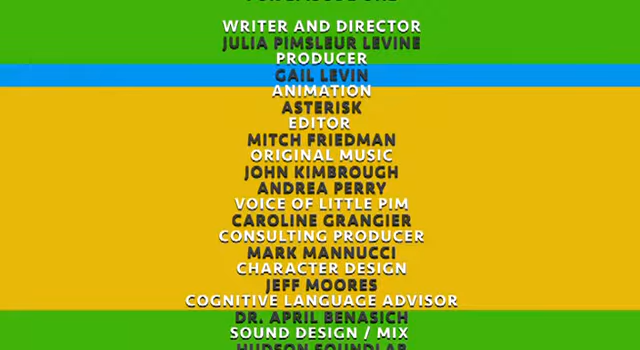 WRITER AND DIRECTOR
JULIA PIMSLEUR LEVINE
PRODUCER
GAIL LEVIN
ANIMATION
ASTERISK
EDITOR
MITCH FRIEDMAN
ORIGINAL MUSIC
JOHN KIMBROUGH
ANDREA PERRY
VOICE OF LITTLE PIM
CAROLINE GRANGIER
CONSULTING PRODUCER
MARK MANNUCCI
CHARACTER DESIGN
JEFF MOORES
COGNITIVE LANGUAGE ADVISOR
DR. APRIL BENASICH
SOUND DESIGN / MIX
HUDSON SOUNDLAB